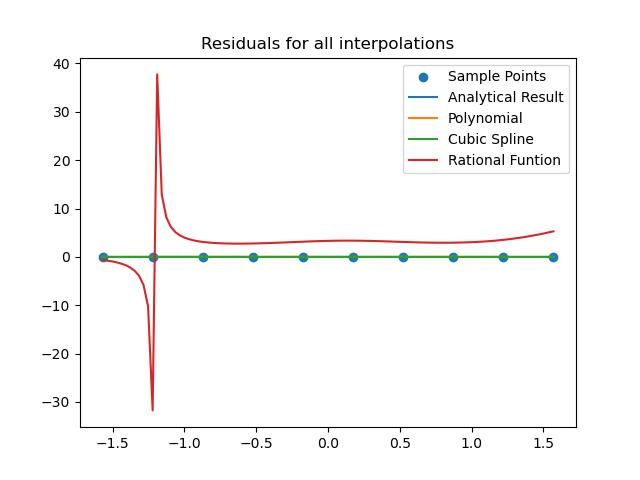 Residuals for all interpolations
Sample Points
Analytical Result
Polynomial
Cubic Spline
Rational Funtion
40
30
20
10
0
−10
−20
−30
−1.5 −1.0 −0.5 0.0 0.5 1.0 1.5